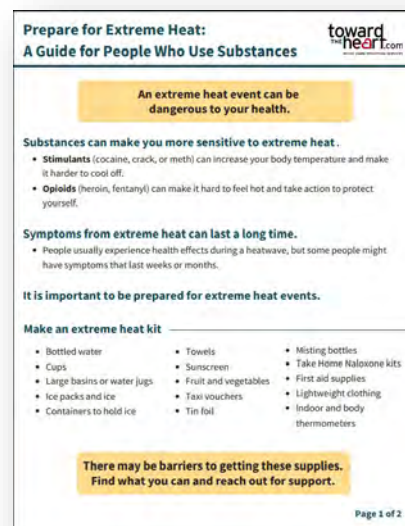 Prepare for Extreme Heat:
A Guide for People Who Use Substances
toward
THE heart.com
An extreme heat event can be
dangerous to your health.
Substances can make you more sensitive to extreme heat.
• Stimulants (cocaine, crack, or meth) can increase your body temperature and make
it harder to cool off.
• Opioids (heroin, fentanyl) can make it hard to feel hot and take action to protect
yourself.
Symptoms from extreme heat can last a long time.
• People usually experience health effects during a heatwave, but some people might
have symptoms that last weeks or months.
It is important to be prepared for extreme heat events.
Make an extreme heat kit
• Bottled water
• Cups
• Large basins or water jugs
• Ice packs and ice
• Containers to hold ice
• Towels
• Sunscreen
• Fruit and vegetables
• Taxi vouchers
• Tin foil
• Misting bottles
• Take Home Naloxone kits
• First aid supplies
• Lightweight clothing
• Indoor and body
thermometers
There may be barriers to getting these supplies.
Find what you can and reach out for support.
Page 1 of 2